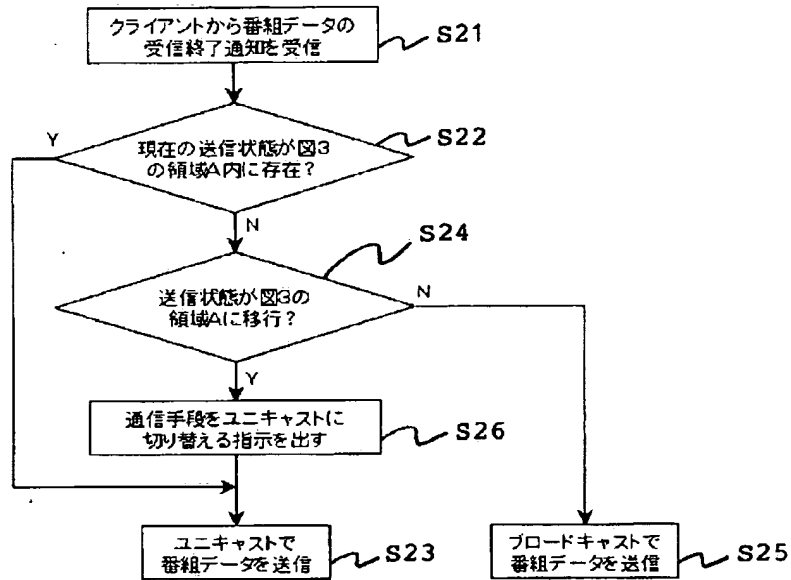 クライアントから番組データの
受信終了通知を受信
S21
Y
現在の送信状態が図3
の領域A内に存在?
S22
N
S24
送信状態が図3の
領域Aに移行?
N
Y
通信手段をユニキャストに
切り替える指示を出す
S26
ユニキャストで
番組データを送信
S23
ブロードキャストで
番組データを送信
S25